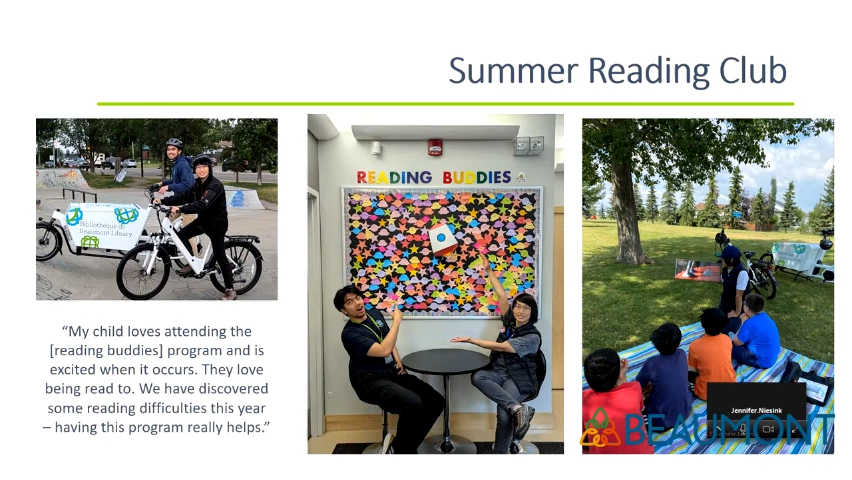 Summer Reading Club
Bibliothèque de
Beaumont Library
READING BUDDIES
"My child loves attending the
[reading buddies] program and is
excited when it occurs. They love
being read to. We have discovered
some reading difficulties this year
– having this program really helps."
Jennifer.Niesink
BEAUMONT